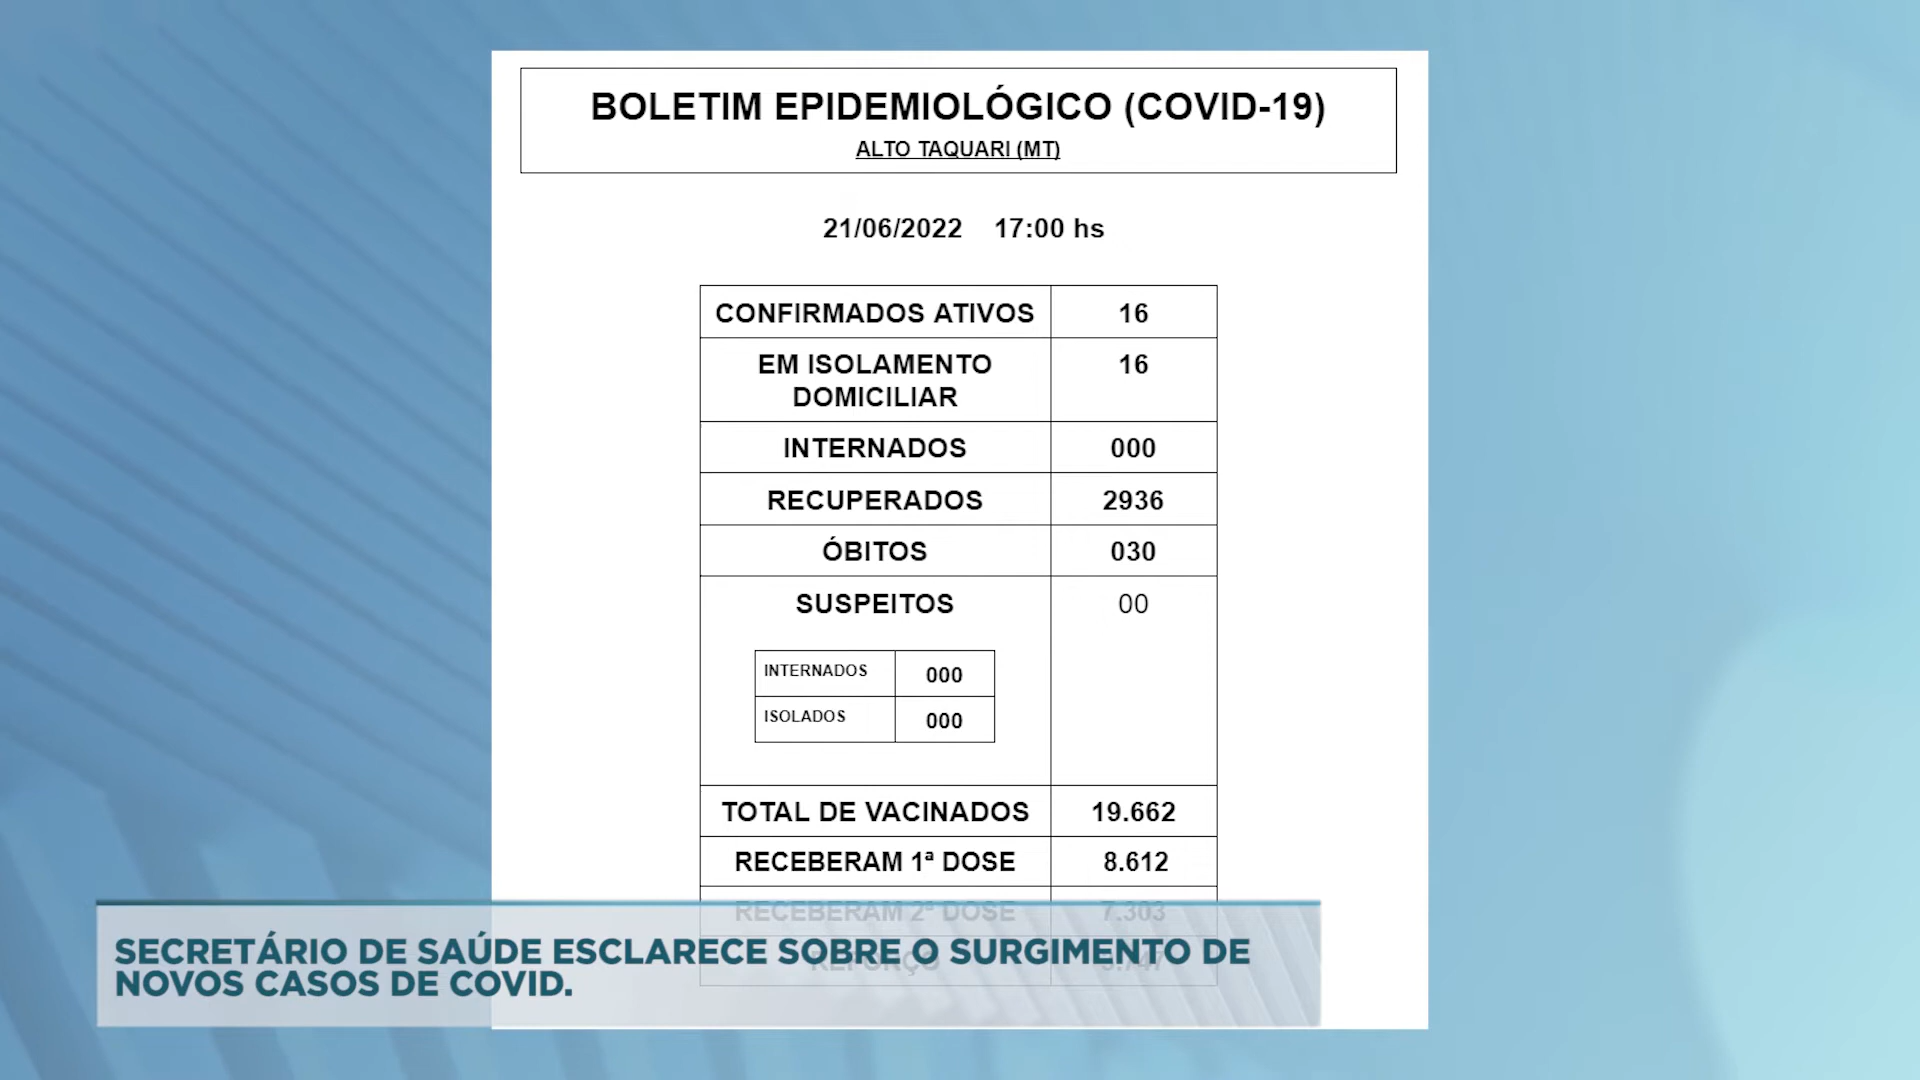 BOLETIM EPIDEMIOLÓGICO (COVID-19)
ALTO TAQUARI (MT)
21/06/2022 17:00 hs
CONFIRMADOS ATIVOS 16
EM ISOLAMENTO 16
DOMICILIAR
INTERNADOS 000
RECUPERADOS 2936
ÓBITOS 030
SUSPEITOS 00
INTERNADOS 000
ISOLADOS 000
TOTAL DE VACINADOS 19.662
RECEBERAM 1ª DOSE 8.612
RECEBERAM 2ª DOSE 7.303
REFORÇO
SECRETÁRIO DE SAÚDE ESCLARECE SOBRE O SURGIMENTO DE
NOVOS CASOS DE COVID.